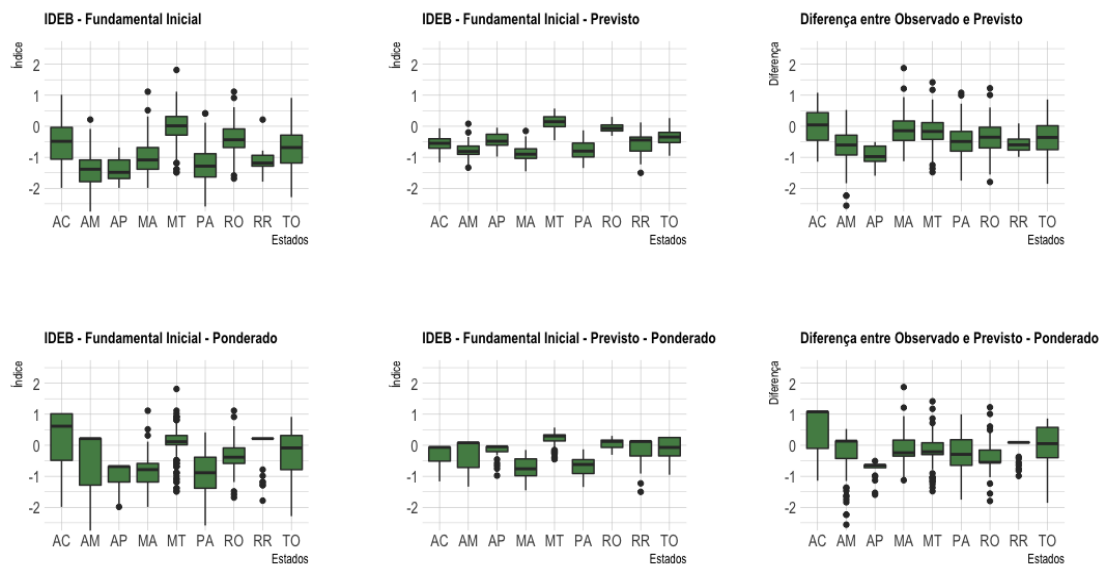 IDEB - Fundamental Inicial
Índice
2
1
0
-1
-2
AC AM AP MA MT PA RO RR TO
Estados
IDEB - Fundamental Inicial - Previsto
Índice
2
1
0
-1
-2
AC AM AP MA MT PA RO RR TO
Estados
Diferença entre Observado e Previsto
Diferença
2
1
0
-1
-2
AC AM AP MA MT PA RO RR TO
Estados
IDEB - Fundamental Inicial - Ponderado
Índice
2
1
0
-1
-2
AC AM AP MA MT PA RO RR TO
Estados
IDEB - Fundamental Inicial - Previsto - Ponderado
Índice
2
1
0
-1
-2
AC AM AP MA MT PA RO RR TO
Estados
Diferença entre Observado e Previsto - Ponderado
Diferença
2
1
0
-1
-2
AC AM AP MA MT PA RO RR TO
Estados